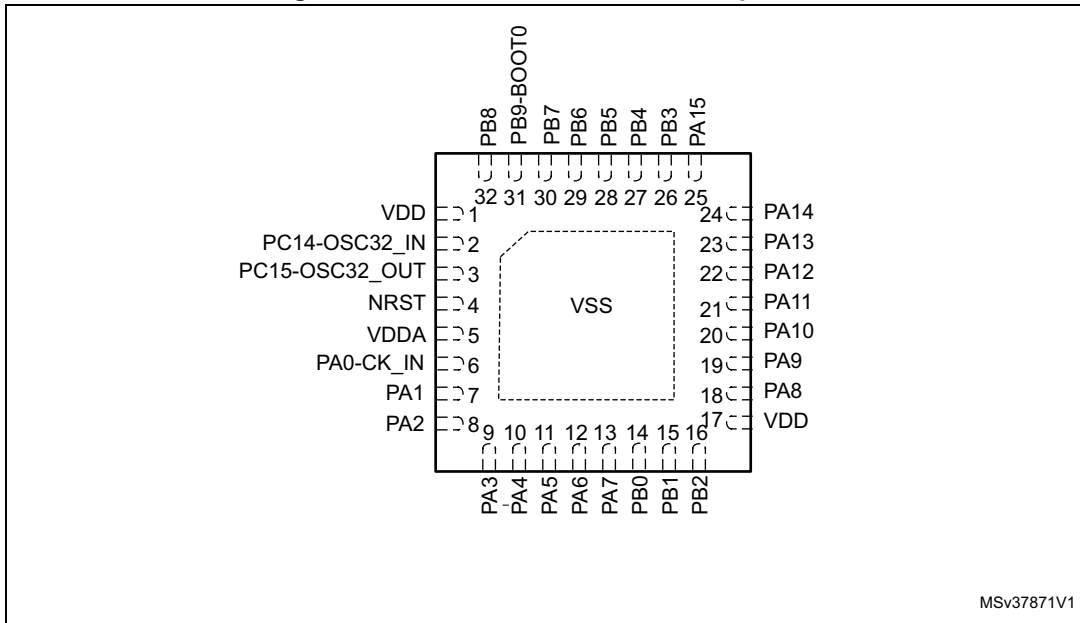 PB8
PB9-BOOT0
PB7
PB6
PB5
PB4
PB3
PA15
32 31 30 29 28 27 26 25
VDD 1
PC14-OSC32_IN 2
PC15-OSC32_OUT 3
NRST 4
VDDA 5
PA0-CK_IN 6
PA1 7
PA2 8
VSS
24 PA14
23 PA13
22 PA12
21 PA11
20 PA10
19 PA9
18 PA8
17 VDD
9 10 11 12 13 14 15 16
PA3
PA4
PA5
PA6
PA7
PB0
PB1
PB2
MSv37871V1